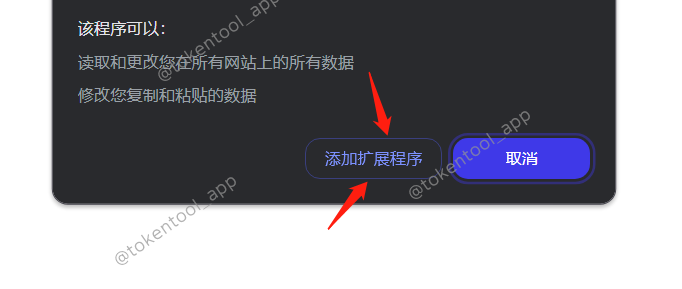 该程序可以：
@tokentool_app
读取和更改您在所有网站上的所有数据
修改您复制和粘贴的数据
添加扩展程序
取消
@tokentool_app
@tokentool_app